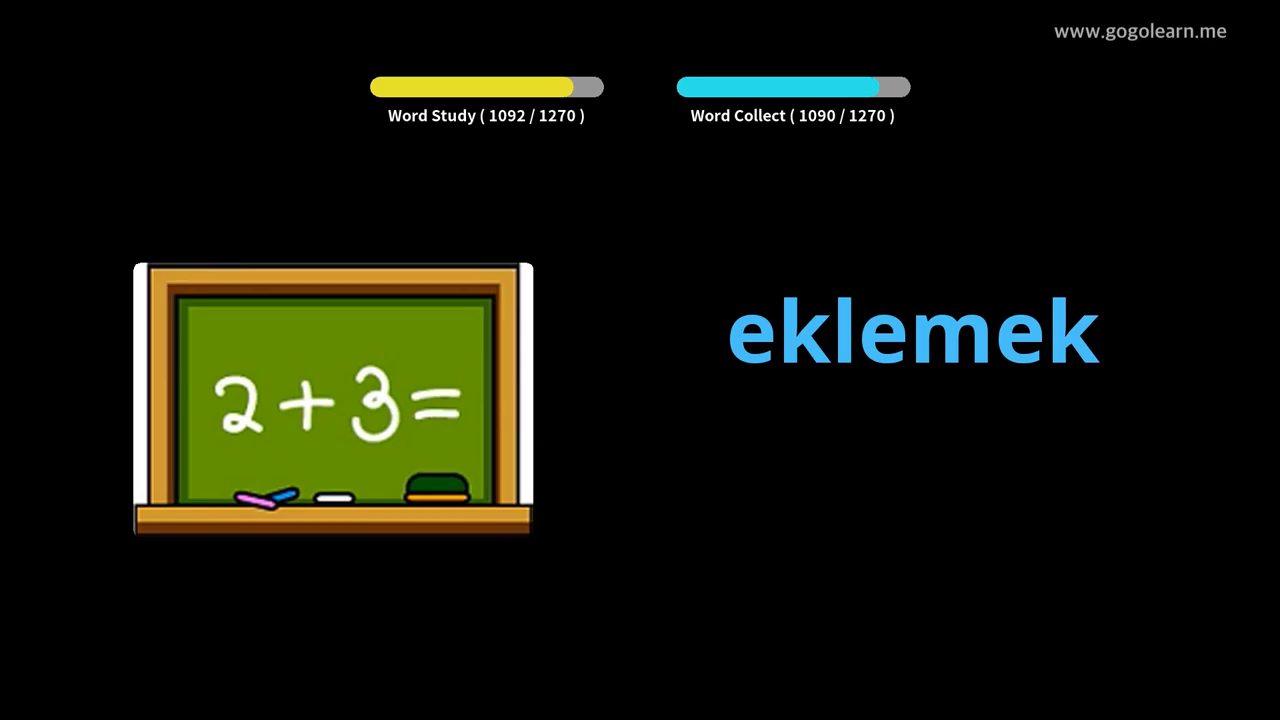 www.gogolearn.me
Word Study ( 1092 / 1270 )
Word Collect ( 1090 / 1270 )
eklemek
2 + 3 =